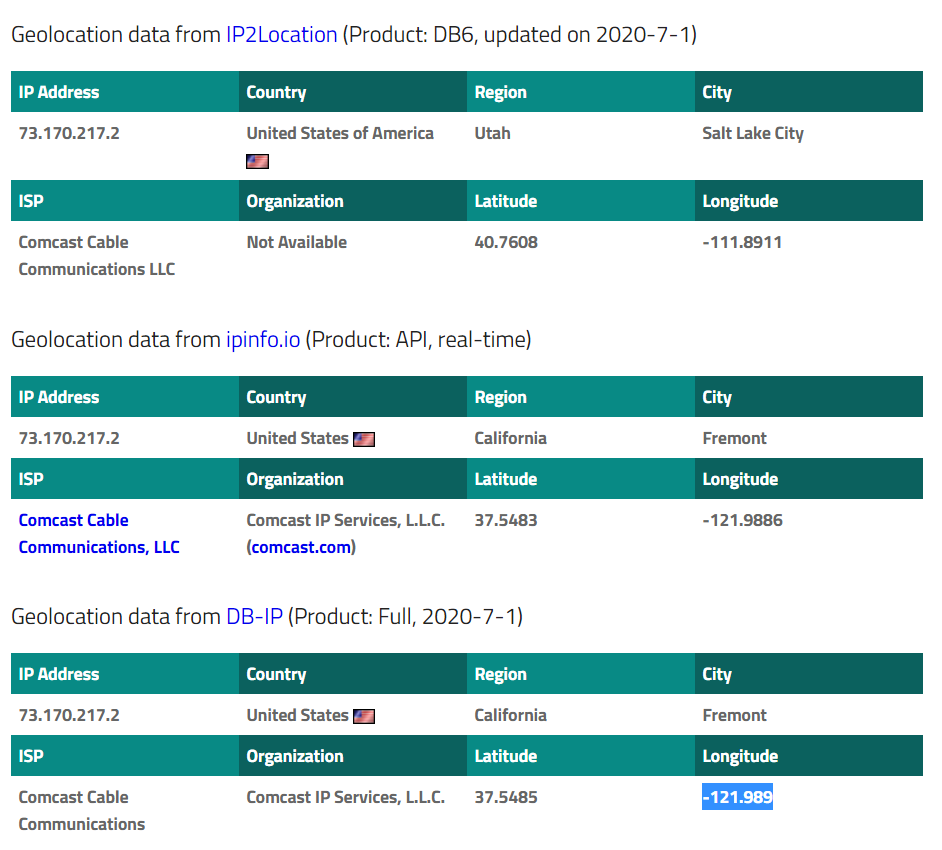 Geolocation data from IP2Location (Product: DB6, updated on 2020-7-1)
IP Address Country Region City
73.170.217.2 United States of America Utah Salt Lake City
ISP Organization Latitude Longitude
Comcast Cable Not Available 40.7608 -111.8911
Communications LLC
Geolocation data from ipinfo.io (Product: API, real-time)
IP Address Country Region City
73.170.217.2 United States California Fremont
ISP Organization Latitude Longitude
Comcast Cable Comcast IP Services, L.L.C. 37.5483 -121.9886
Communications, LLC (comcast.com)
Geolocation data from DB-IP (Product: Full, 2020-7-1)
IP Address Country Region City
73.170.217.2 United States California Fremont
ISP Organization Latitude Longitude
Comcast Cable Comcast IP Services, L.L.C. 37.5485 -121.989
Communications